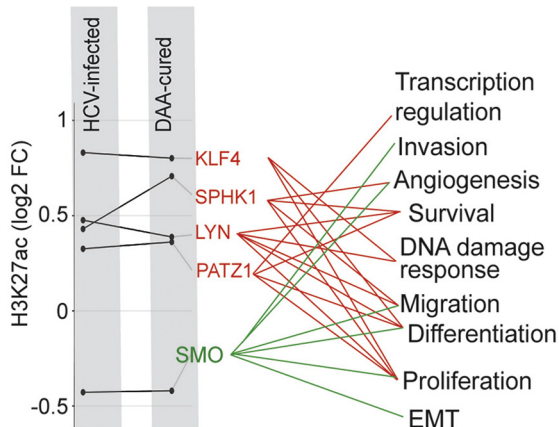 HCV-infected
DAA-cured
H3K27ac (log2 FC)
1
0.5
0
-0.5
KLF4
SPHK1
LYN
PATZ1
SMO
Transcription
regulation
Invasion
Angiogenesis
Survival
DNA damage
response
Migration
Differentiation
Proliferation
EMT